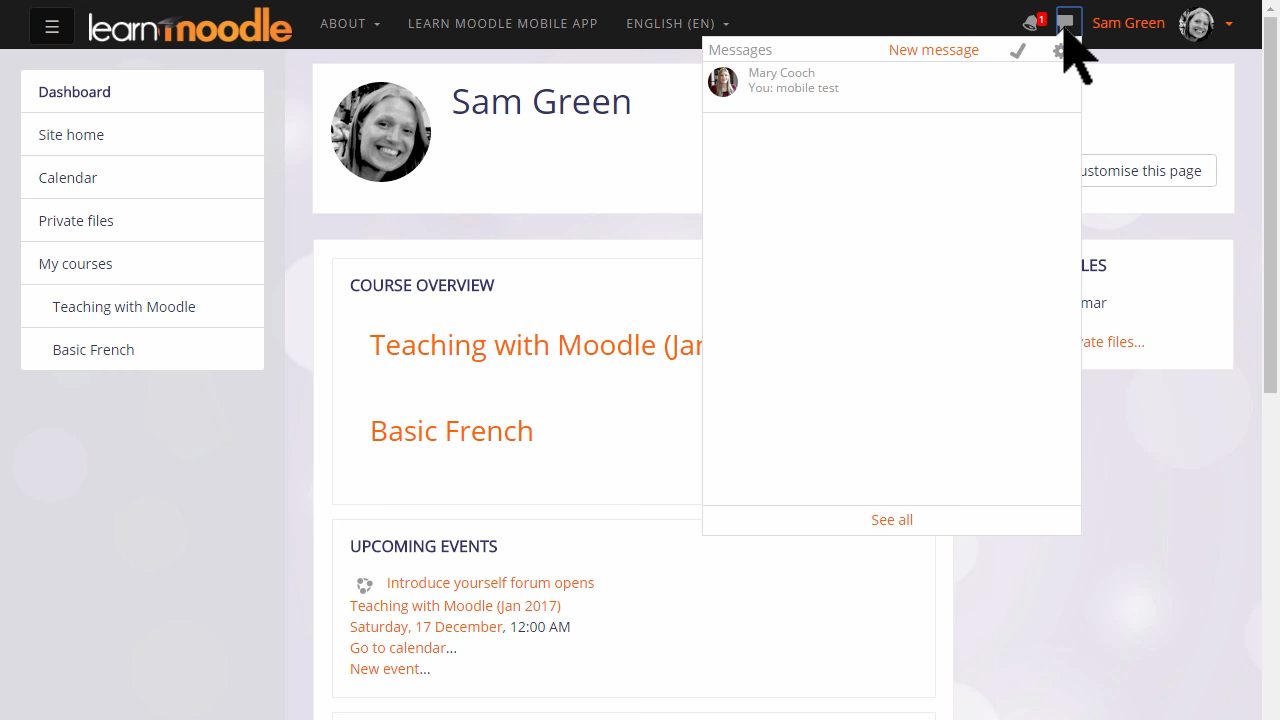 learn moodle
ABOUT
LEARN MOODLE MOBILE APP
ENGLISH (EN)
1
Sam Green
Messages
New message
Mary Cooch
You: mobile test
See all
Dashboard
Site home
Calendar
Private files
My courses
Teaching with Moodle
Basic French
Sam Green
ustomise this page
COURSE OVERVIEW
Teaching with Moodle (Jan
Basic French
LES
mar
vate files...
UPCOMING EVENTS
Introduce yourself forum opens
Teaching with Moodle (Jan 2017)
Saturday, 17 December, 12:00 AM
Go to calendar...
New event...